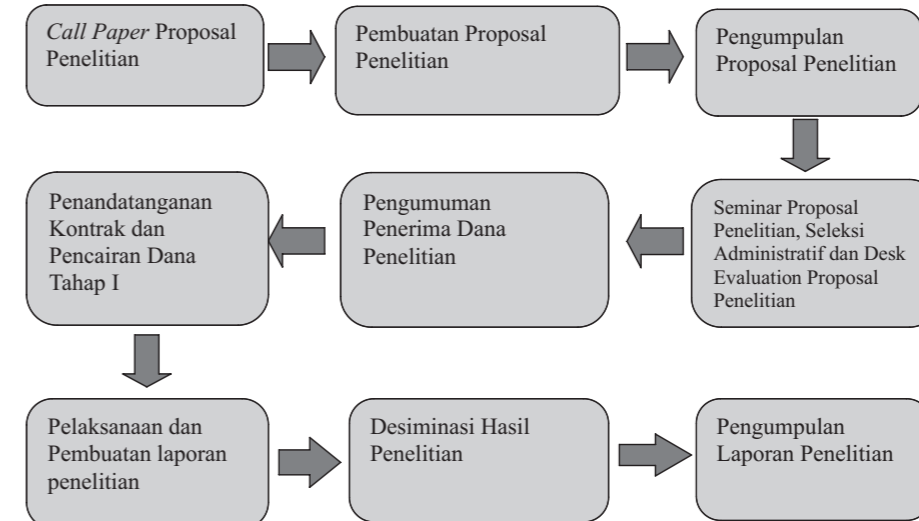 Call Paper Proposal
Penelitian
Pembuatan Proposal
Penelitian
Pengumpulan
Proposal Penelitian
Seminar Proposal
Penelitian, Seleksi
Administratif dan Desk
Evaluation Proposal
Penelitian
Pengumuman
Penerima Dana
Penelitian
Penandatanganan
Kontrak dan
Pencairan Dana
Tahap I
Pelaksanaan dan
Pembuatan laporan
penelitian
Desiminasi Hasil
Penelitian
Pengumpulan
Laporan Penelitian